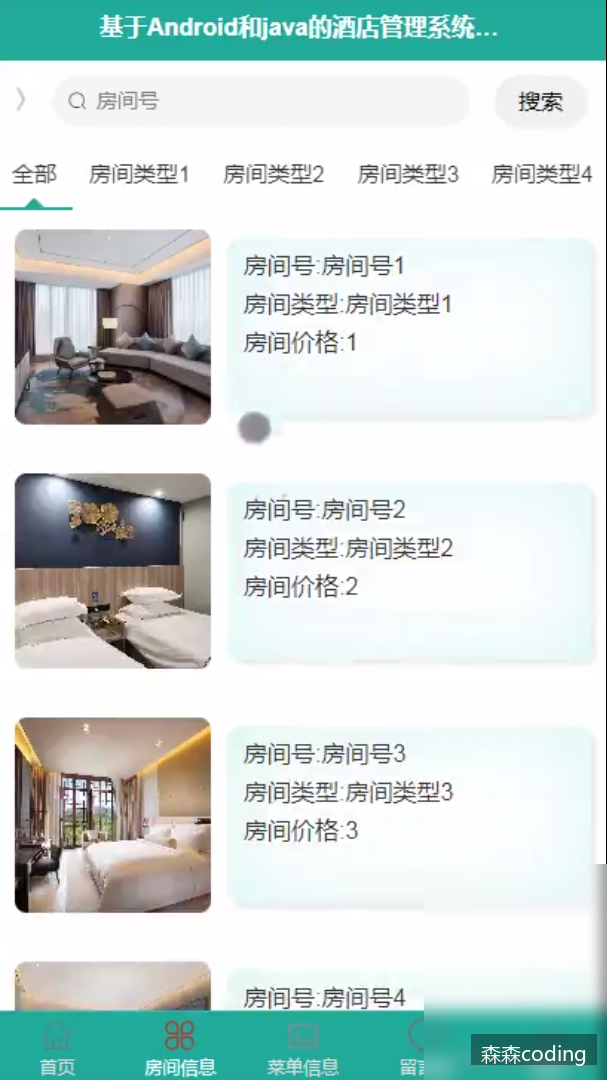 基于Android和java的酒店管理系统...
房间号
搜索
全部 房间类型1 房间类型2 房间类型3 房间类型4
房间号:房间号1
房间类型:房间类型1
房间价格:1
房间号:房间号2
房间类型:房间类型2
房间价格:2
房间号:房间号3
房间类型:房间类型3
房间价格:3
房间号:房间号4
首页 房间信息 菜单信息 留言
森森coding